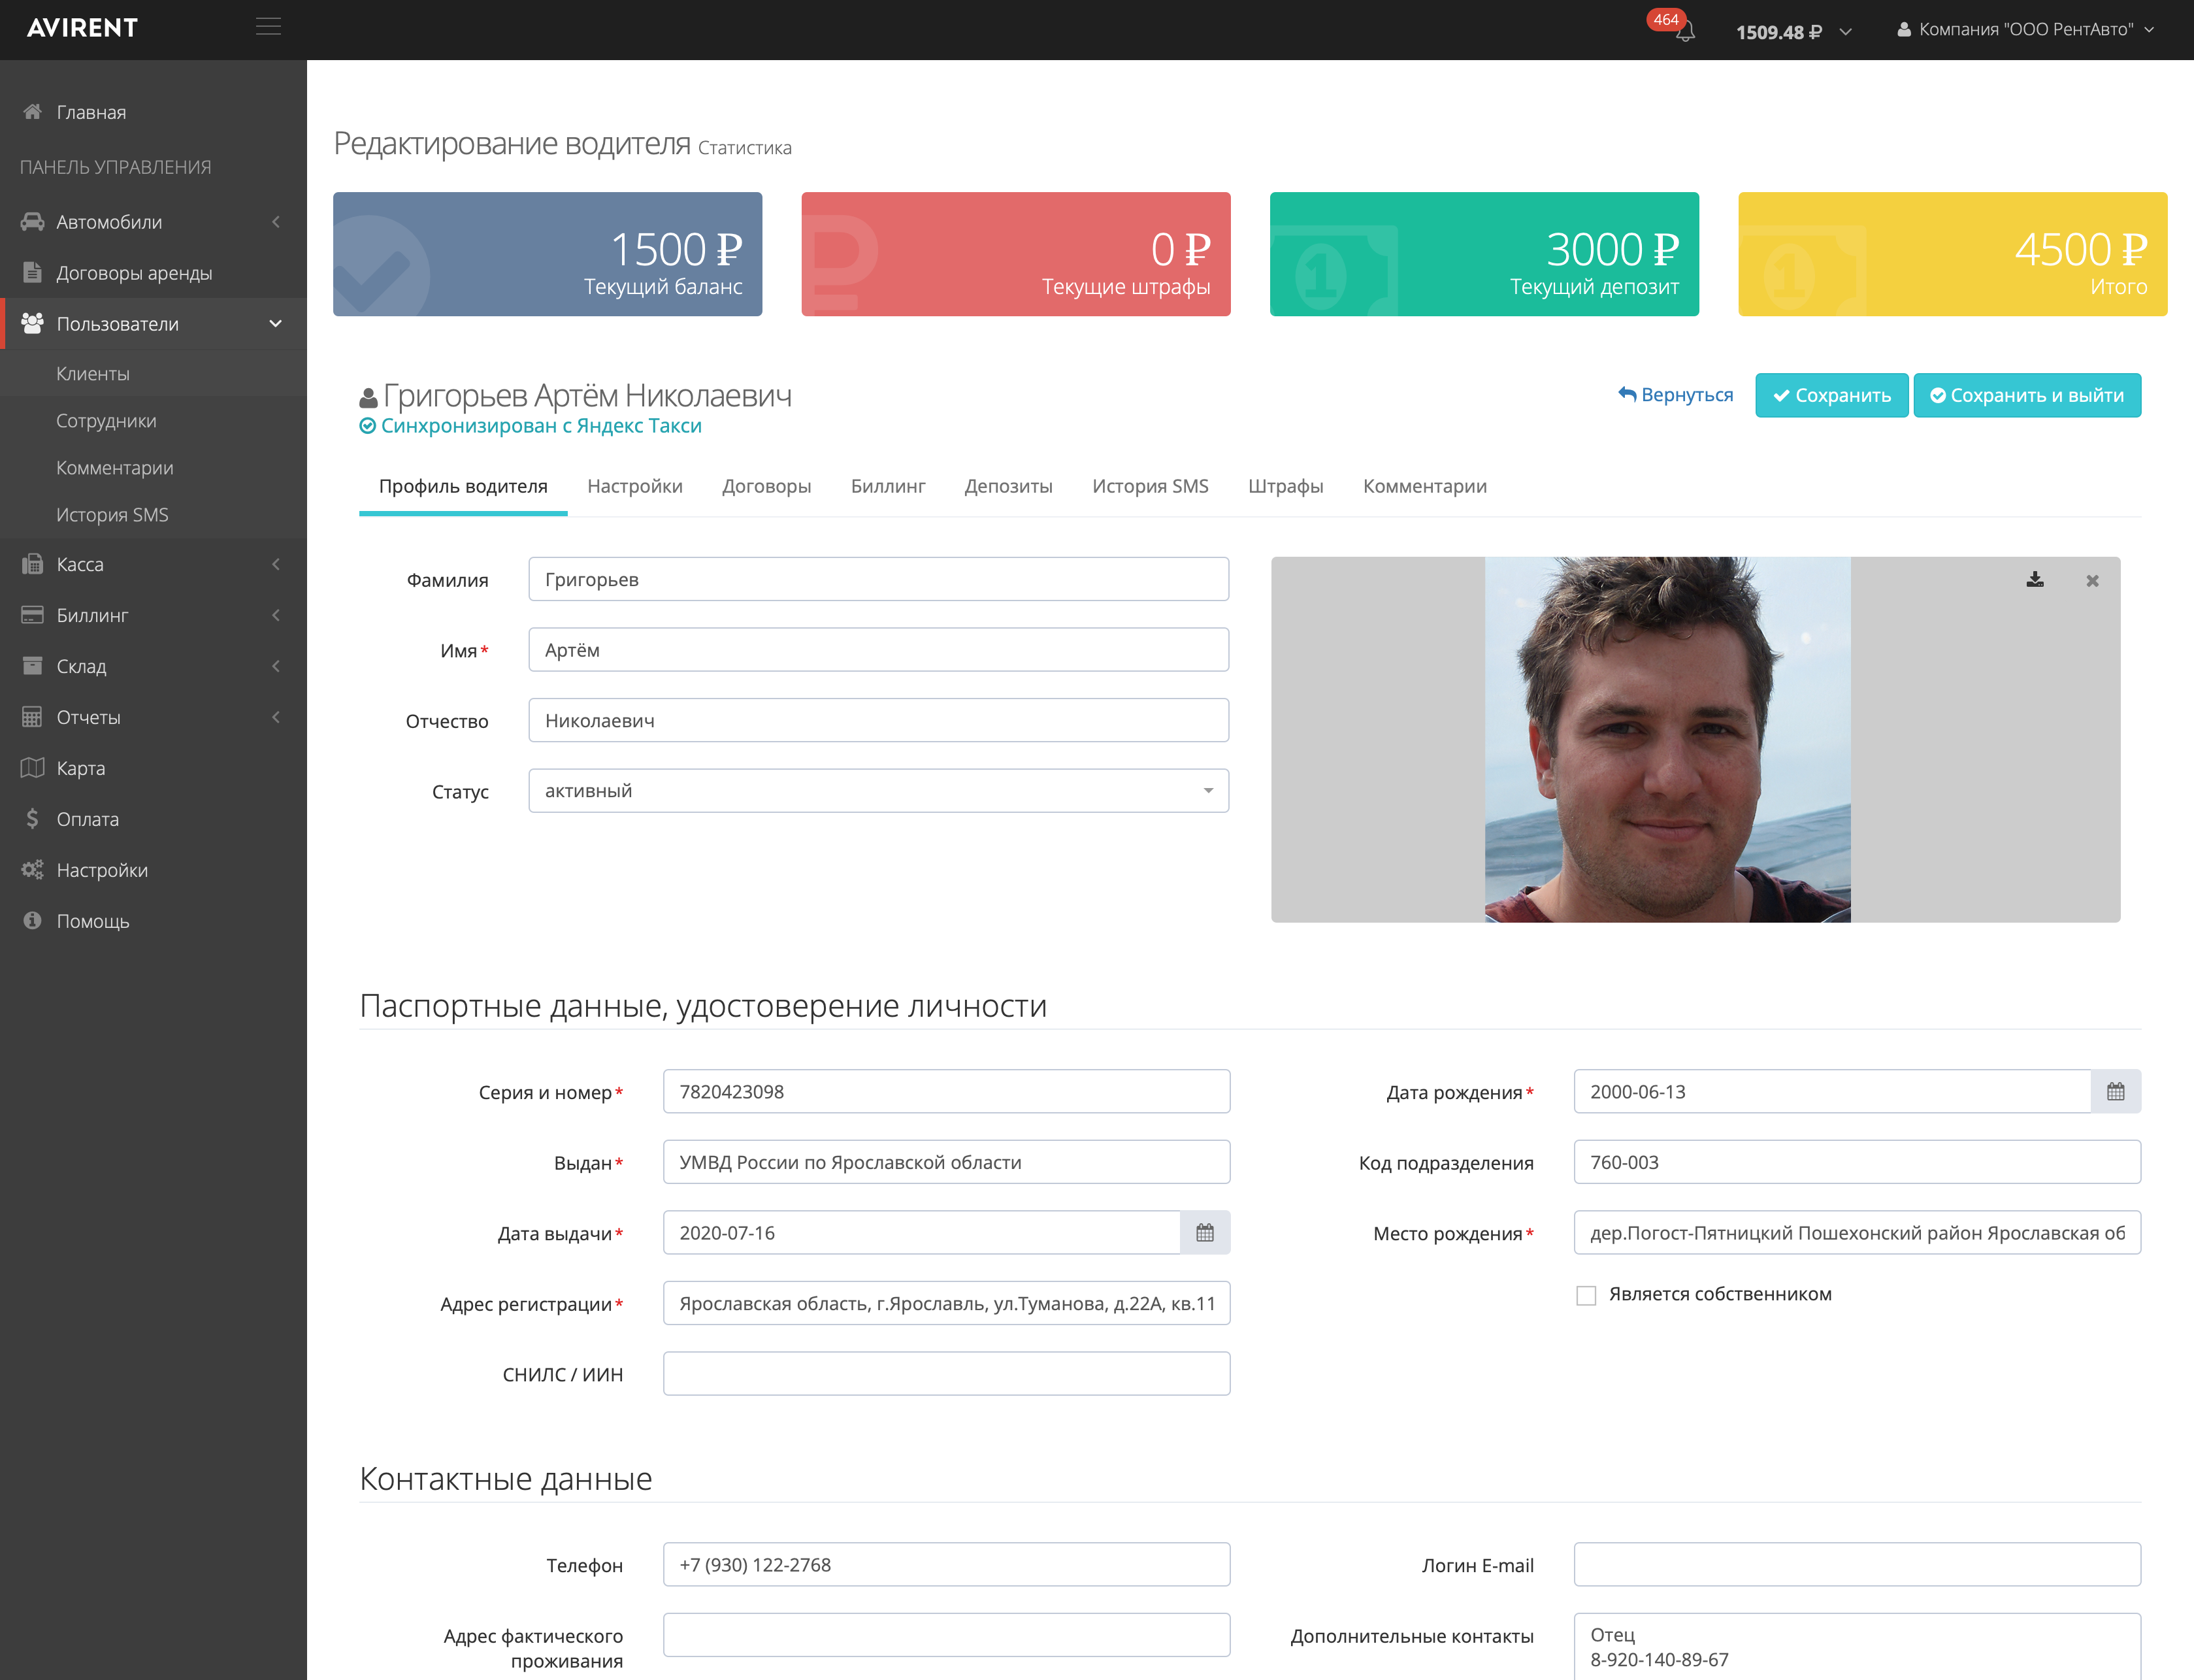 AVIRENT
464
1509.48 ₽
Компания "ООО РентАвто"
Главная
ПАНЕЛЬ УПРАВЛЕНИЯ
Автомобили
Договоры аренды
Пользователи
Клиенты
Сотрудники
Комментарии
История SMS
Касса
Биллинг
Склад
Отчеты
Карта
Оплата
Настройки
Помощь
Редактирование водителя Статистика
1500 ₽
Текущий баланс
0 ₽
Текущие штрафы
3000 ₽
Текущий депозит
4500 ₽
Итого
Григорьев Артём Николаевич
Синхронизирован с Яндекс Такси
Вернуться
Сохранить
Сохранить и выйти
Профиль водителя
Настройки
Договоры
Биллинг
Депозиты
История SMS
Штрафы
Комментарии
Фамилия
Григорьев
Имя*
Артём
Отчество
Николаевич
Статус
активный
Паспортные данные, удостоверение личности
Серия и номер*
7820423098
Дата рождения*
2000-06-13
Выдан*
УМВД России по Ярославской области
Код подразделения
760-003
Дата выдачи*
2020-07-16
Место рождения*
дер.Погост-Пятницкий Пошехонский район Ярославская об
Адрес регистрации*
Ярославская область, г.Ярославль, ул.Туманова, д.22А, кв.11
Является собственником
СНИЛС / ИИН
Контактные данные
Телефон
+7 (930) 122-2768
Логин E-mail
Адрес фактического
проживания
Дополнительные контакты
Отец
8-920-140-89-67